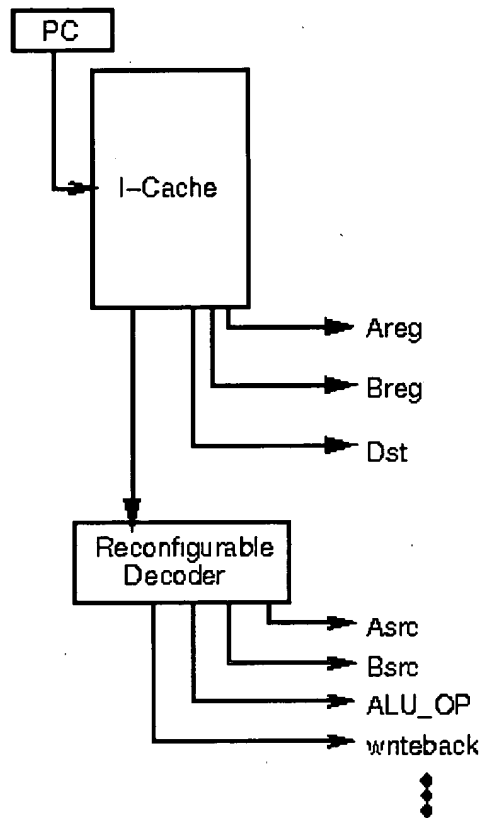 PC
I-Cache
Areg
Breg
Dst
Reconfigurable
Decoder
Asrc
Bsrc
ALU_OP
wnteback